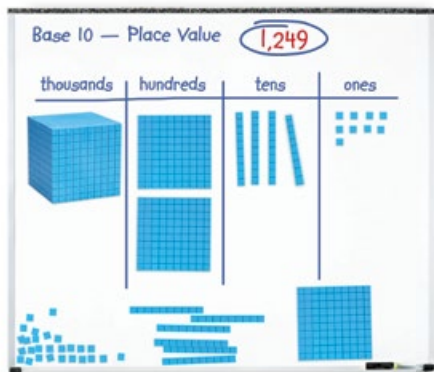 Base 10 — Place Value 1,249
thousands hundreds tens ones